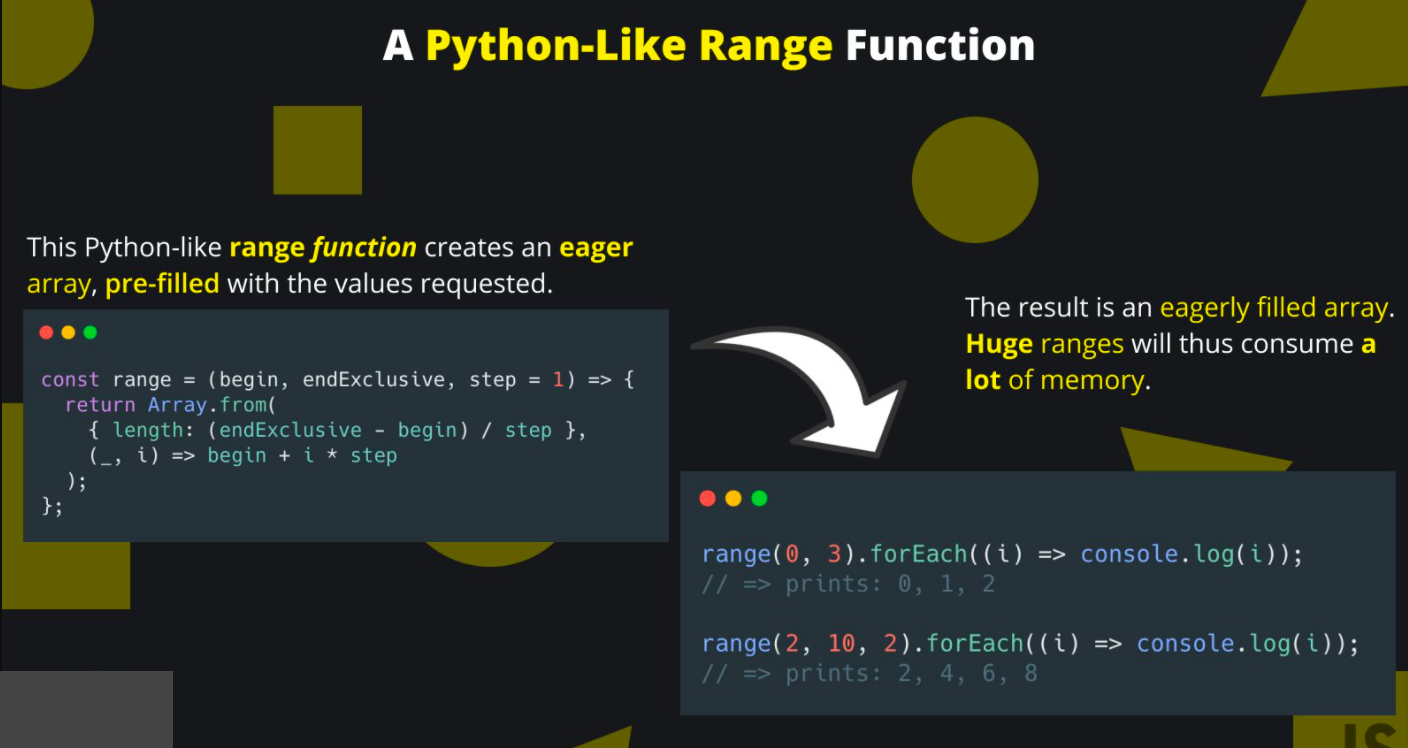 A Python-Like Range Function
This Python-like range function creates an eager
array, pre-filled with the values requested.
const range = (begin, endExclusive, step = 1) => {
  return Array.from(
    { length: (endExclusive - begin) / step },
    (_, i) => begin + i * step
  );
};
The result is an eagerly filled array.
Huge ranges will thus consume a
lot of memory.
range(0, 3).forEach((i) => console.log(i));
// => prints: 0, 1, 2
range(2, 10, 2).forEach((i) => console.log(i));
// => prints: 2, 4, 6, 8
JS